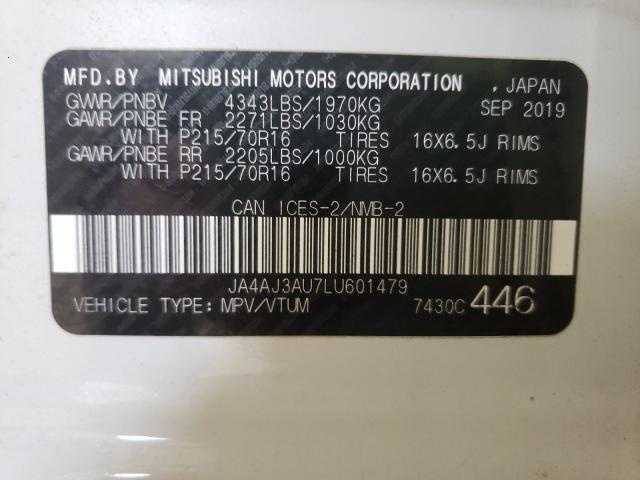 MFD.BY MITSUBISHI MOTORS CORPORATION , JAPAN
GVWR/PNBV 4343LBS/1970KG SEP 2019
GAWR/PNBE FR 2271LBS/1030KG
WITH P215/70R16 TIRES 16X6.5J RIMS
GAWR/PNBE RR 2205LBS/1000KG
WITH P215/70R16 TIRES 16X6.5J RIMS
CAN ICES-2/NMB-2
JA4AJ3AU7LU601479
VEHICLE TYPE: MPV/VTUM 7430C 446